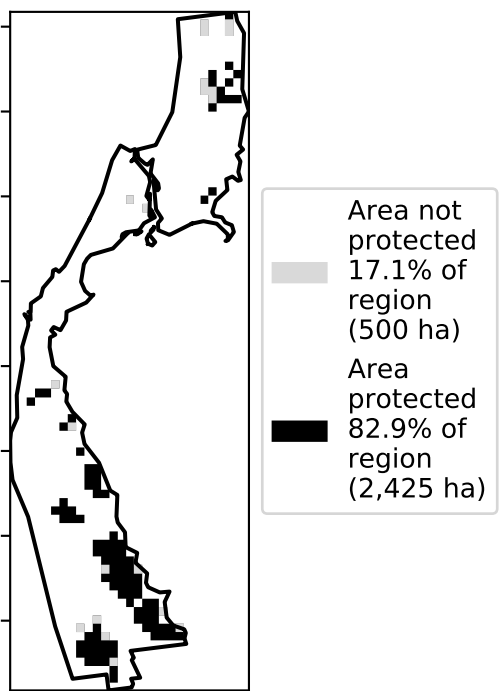 Area not
protected
17.1% of
region
(500 ha)
Area
protected
82.9% of
region
(2,425 ha)